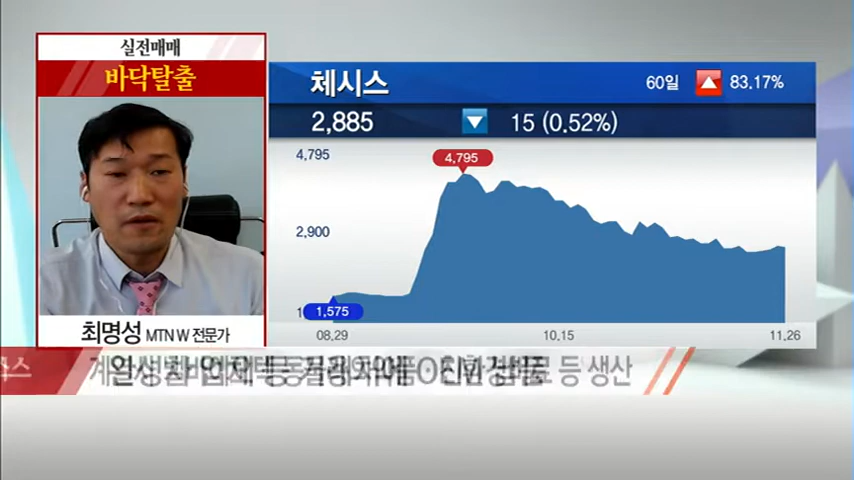 실전매매
바닥탈출
최명성 MTN W 전문가
체시스
60일 ▲ 83.17%
2,885 ▼ 15 (0.52%)
4,795
4,795
2,900
1,575
08,29
10.15
11.26
등 생산